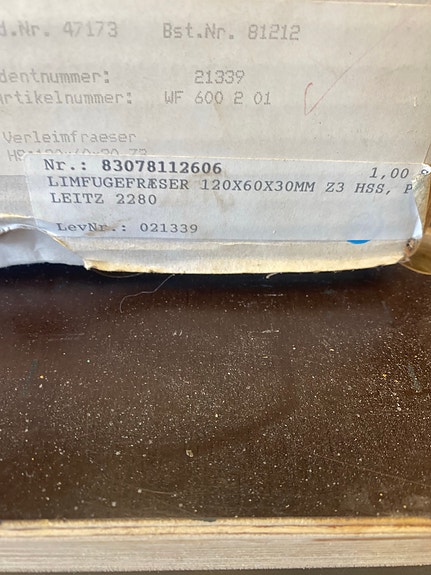 d.Nr. 47173 Bst.Nr. 81212
dentnummer: 21339
rtikelnummer: WF 600 2 01
Verleimfraeser
Nr.: 83078112606 1,00
LIMFUGEFRÆSER 120X60X30MM Z3 HSS, P
LEITZ 2280
LevNr.: 021339